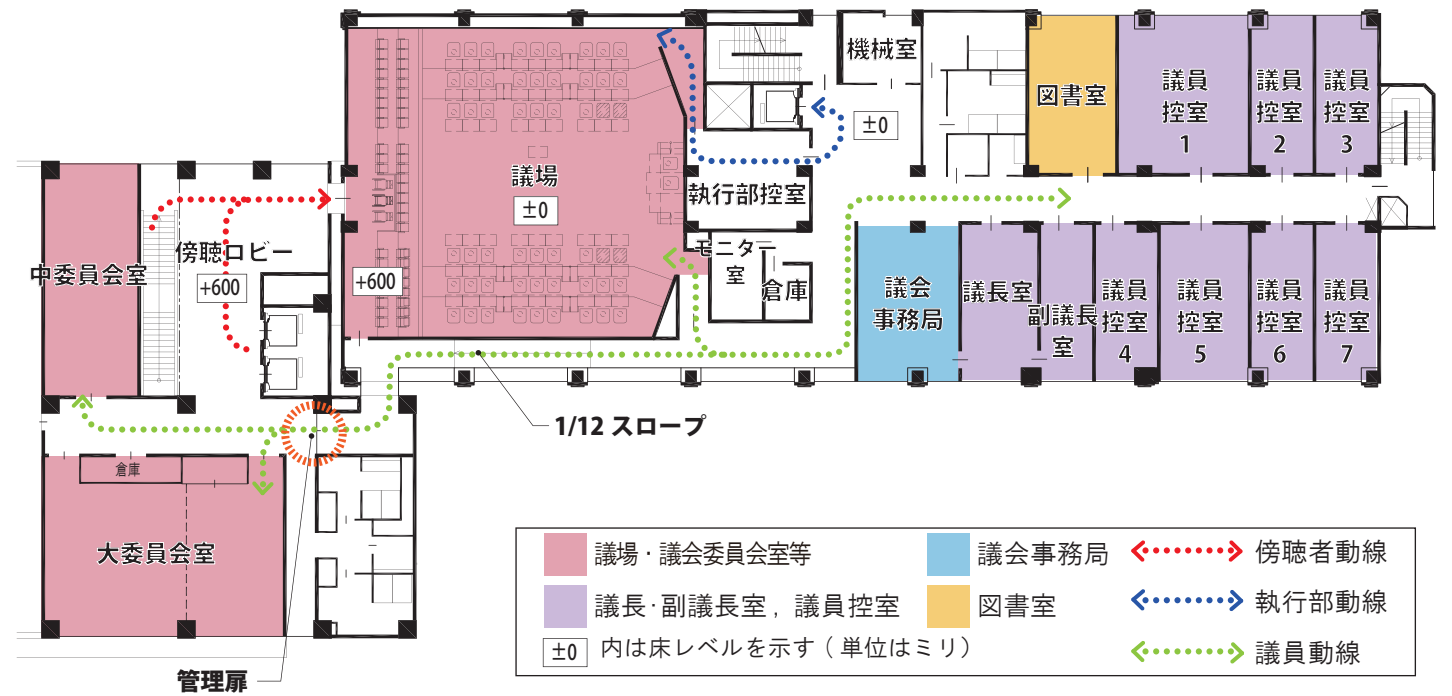 機械室
図書室
議員
控室
1
議員
控室
2
議員
控室
3
±0
議場
±0
執行部控室
傍聴ロビー
+600
中委員会室
+600
モニター
室
倉庫
議会
事務局
議長室
副議長
室
議員
控室
4
議員
控室
5
議員
控室
6
議員
控室
7
1/12 スロープ
倉庫
大委員会室
管理扉
議場・議会委員会室等
議会事務局
傍聴者動線
議長・副議長室，議員控室
図書室
執行部動線
±0 内は床レベルを示す（単位はミリ）
議員動線